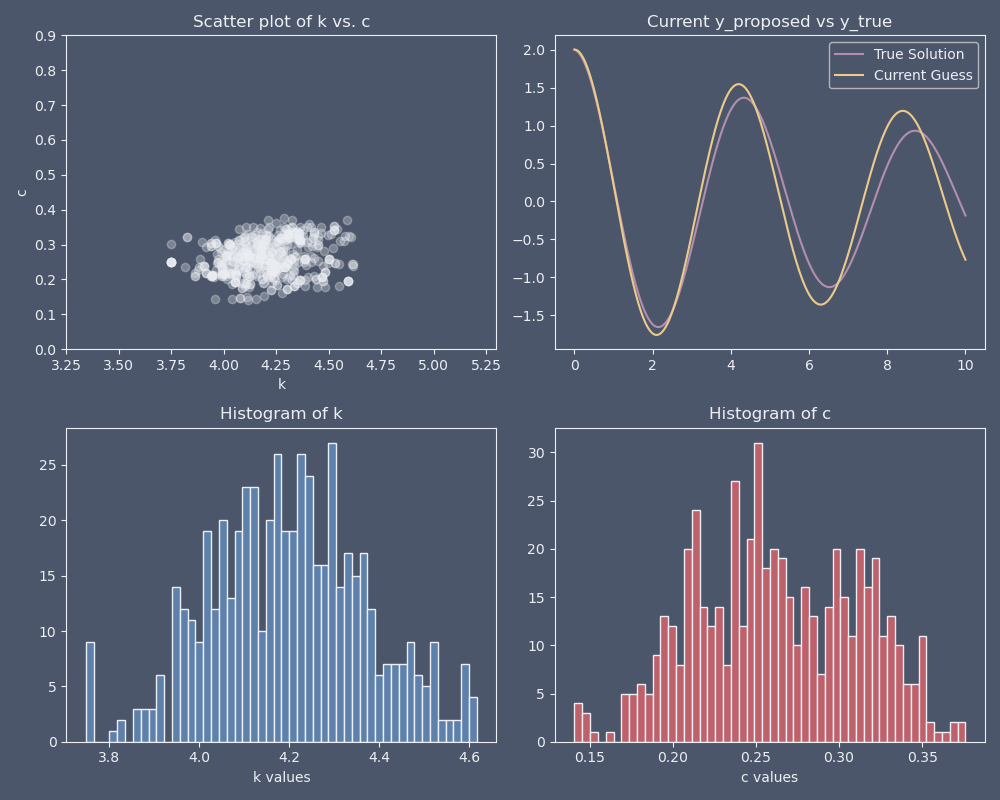 Scatter plot of k vs. c
0.9
0.8
0.7
0.6
0.5
0.4
0.3
0.2
0.1
0.0
c
3.25 3.50 3.75 4.00 4.25 4.50 4.75 5.00 5.25
k
Current y_proposed vs y_true
True Solution
Current Guess
2.0
1.5
1.0
0.5
0.0
−0.5
−1.0
−1.5
0 2 4 6 8 10
Histogram of k
25
20
15
10
5
0
3.8 4.0 4.2 4.4 4.6
k values
Histogram of c
30
25
20
15
10
5
0
0.15 0.20 0.25 0.30 0.35
c values